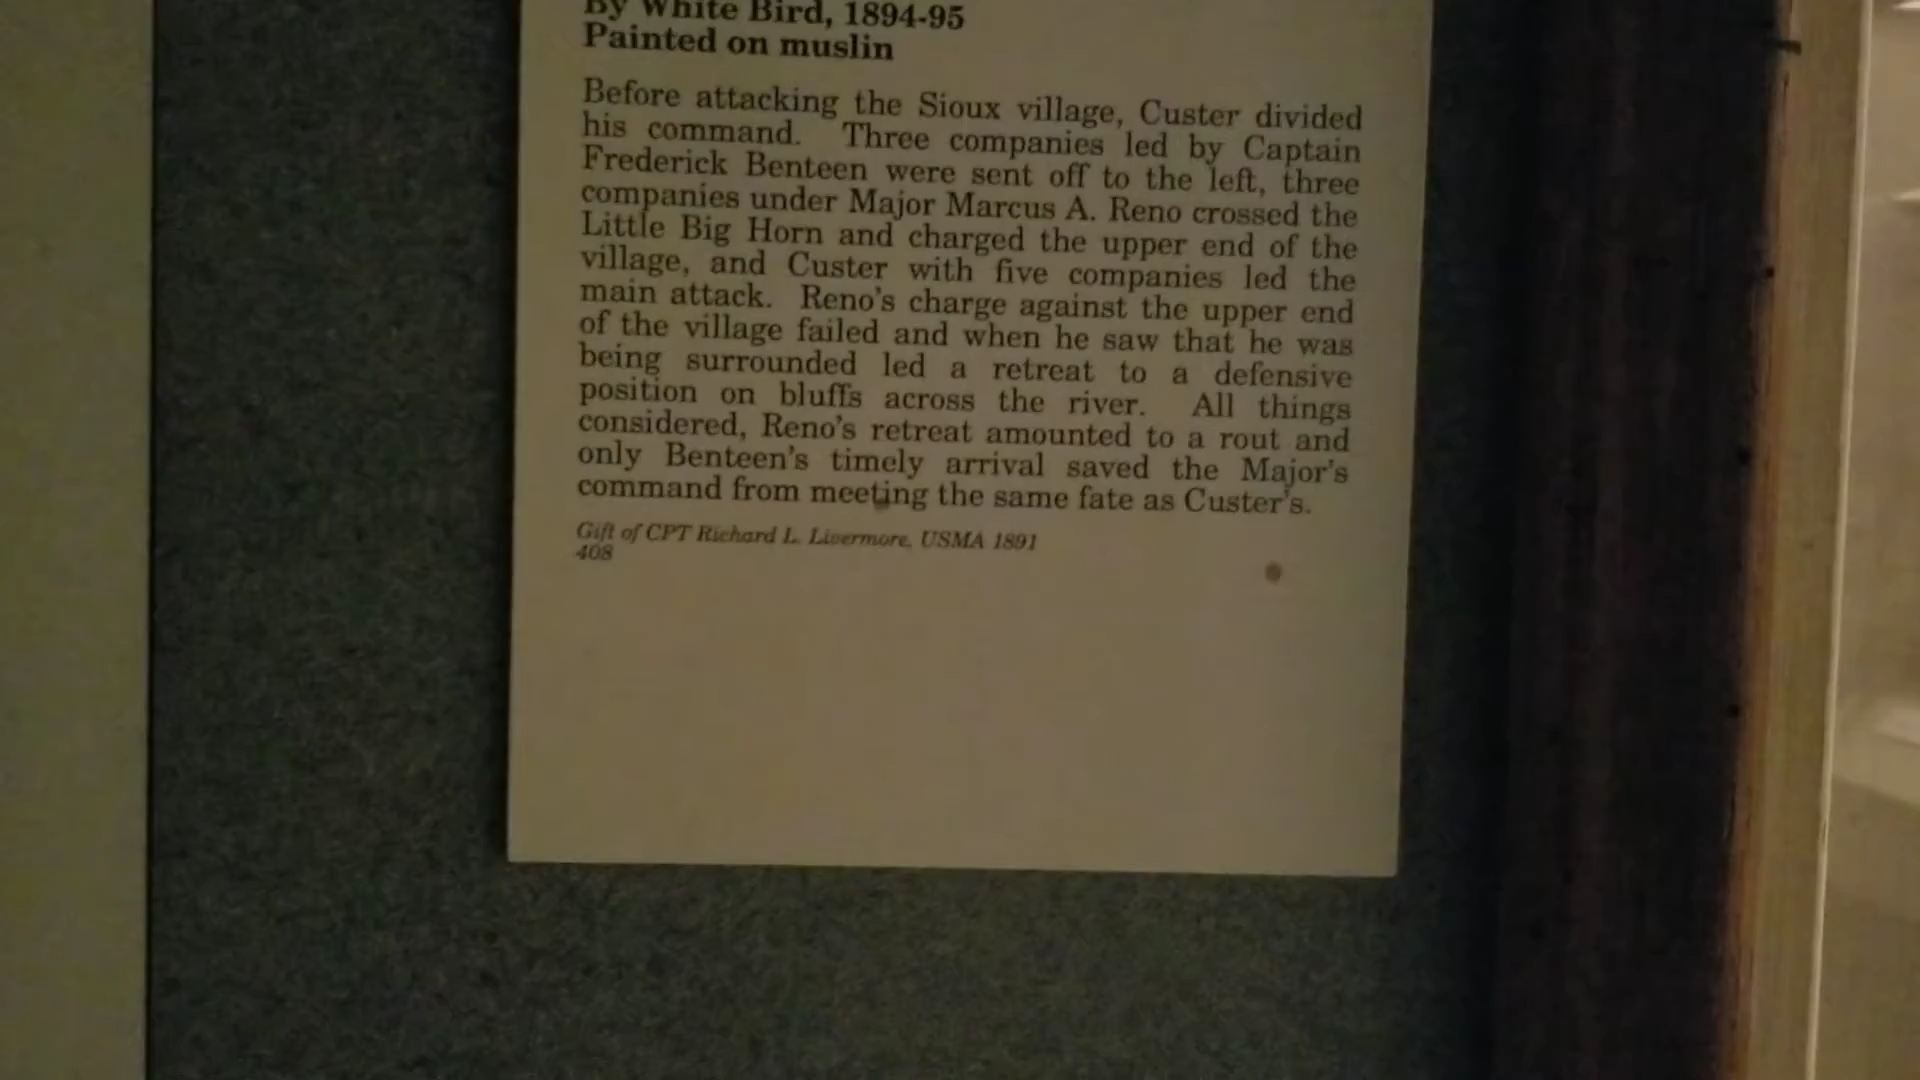 By White Bird, 1894-95
Painted on muslin
Before attacking the Sioux village, Custer divided
his command. Three companies led by Captain
Frederick Benteen were sent off to the left, three
companies under Major Marcus A. Reno crossed the
Little Big Horn and charged the upper end of the
village, and Custer with five companies led the
main attack. Reno's charge against the upper end
of the village failed and when he saw that he was
being surrounded led a retreat to a defensive
position on bluffs across the river. All things
considered, Reno's retreat amounted to a rout and
only Benteen's timely arrival saved the Major's
command from meeting the same fate as Custer's.
Gift of CPT Richard L. Livermore, USMA 1891
408